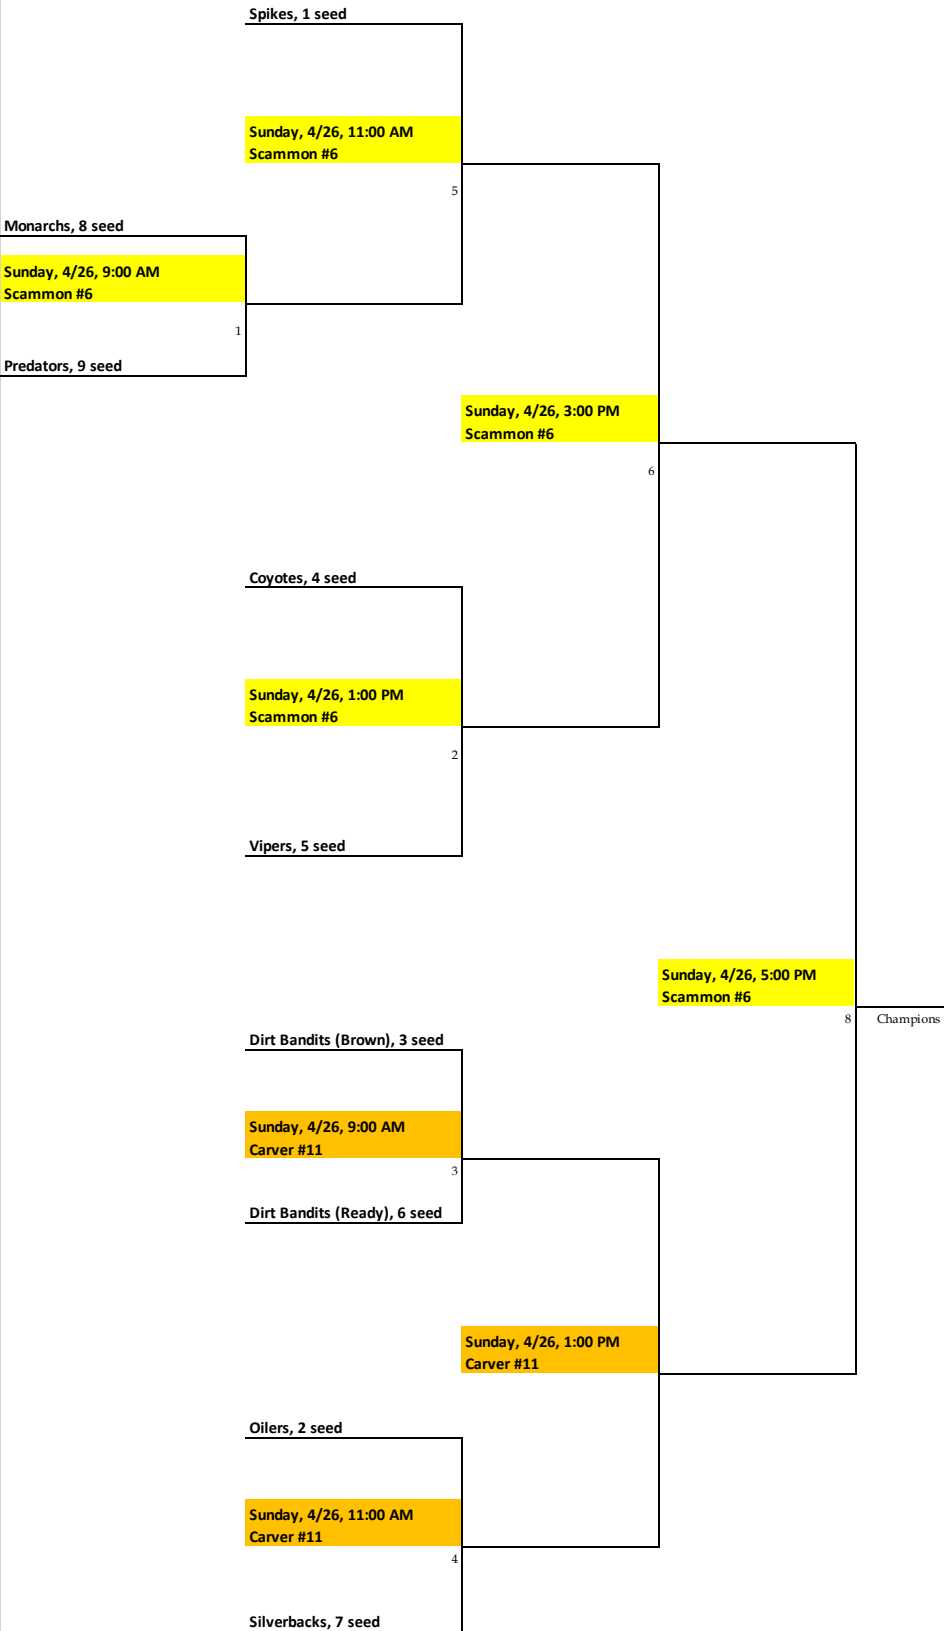 Spikes, 1 seed
Sunday, 4/26, 11:00 AM
Scammon #6
5
Monarchs, 8 seed
Sunday, 4/26, 9:00 AM
Scammon #6
1
Predators, 9 seed
Sunday, 4/26, 3:00 PM
Scammon #6
6
Coyotes, 4 seed
Sunday, 4/26, 1:00 PM
Scammon #6
2
Vipers, 5 seed
Sunday, 4/26, 5:00 PM
Scammon #6
8
Champions
Dirt Bandits (Brown), 3 seed
Sunday, 4/26, 9:00 AM
Carver #11
3
Dirt Bandits (Ready), 6 seed
Sunday, 4/26, 1:00 PM
Carver #11
Oilers, 2 seed
Sunday, 4/26, 11:00 AM
Carver #11
4
Silverbacks, 7 seed